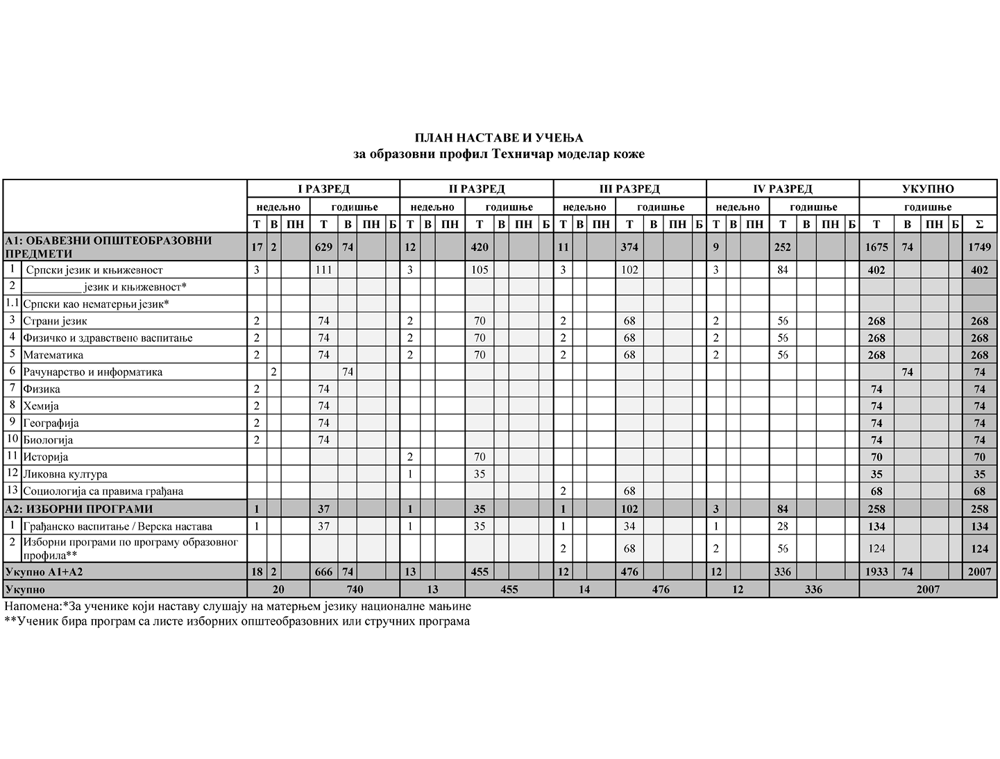 ПЛАН НАСТАВЕ И УЧЕЊА
за образовни профил Техничар моделар коже
I РАЗРЕД II РАЗРЕД III РАЗРЕД IV РАЗРЕД УКУПНО
недељно годишње недељно годишње недељно годишње недељно годишње годишње
Т В ПН Т В ПН Б Т В ПН Т В ПН Б Т В ПН Т В ПН Б Т В ПН Т В ПН Б Т В ПН Б Σ
А1: ОБАВЕЗНИ ОПШТЕОБРАЗОВНИ
ПРЕДМЕТИ 17 2 629 74 12 420 11 374 9 252 1675 74 1749
1 Српски језик и књижевност 3 111 3 105 3 102 3 84 402 402
2 __________ језик и књижевност*
1.1 Српски као нематерњи језик*
3 Страни језик 2 74 2 70 2 68 2 56 268 268
4 Физичко и здравствено васпитање 2 74 2 70 2 68 2 56 268 268
5 Математика 2 74 2 70 2 68 2 56 268 268
6 Рачунарство и информатика 2 74 74 74
7 Физика 2 74 74 74
8 Хемија 2 74 74 74
9 Географија 2 74 74 74
10 Биологија 2 74 74 74
11 Историја 2 70 70 70
12 Ликовна култура 1 35 35 35
13 Социологија са правима грађана 2 68 68 68
А2: ИЗБОРНИ ПРОГРАМИ 1 37 1 35 1 102 3 84 258 258
1 Грађанско васпитање / Верска настава 1 37 1 35 1 34 1 28 134 134
2 Изборни програми по програму образовног
профила** 2 68 2 56 124 124
Укупно А1+А2 18 2 666 74 13 455 12 476 12 336 1933 74 2007
Укупно 20 740 13 455 14 476 12 336 2007
Напомена:*За ученике који наставу слушају на матерњем језику националне мањине
**Ученик бира програм са листе изборних општеобразовних или стручних програма